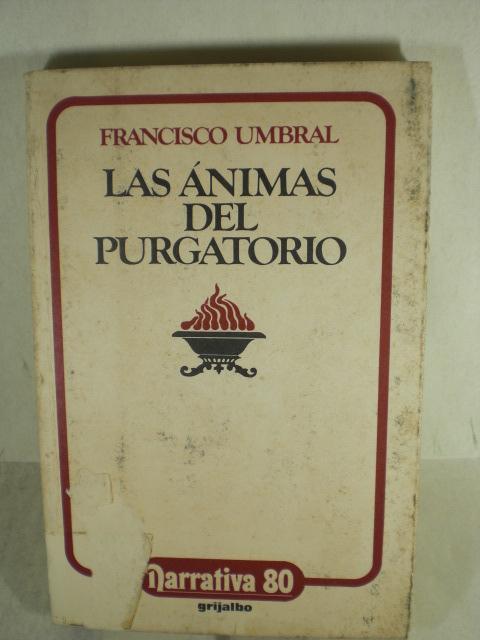 FRANCISCO UMBRAL
LAS ÁNIMAS
DEL
PURGATORIO
Narrativa 80
grijalbo